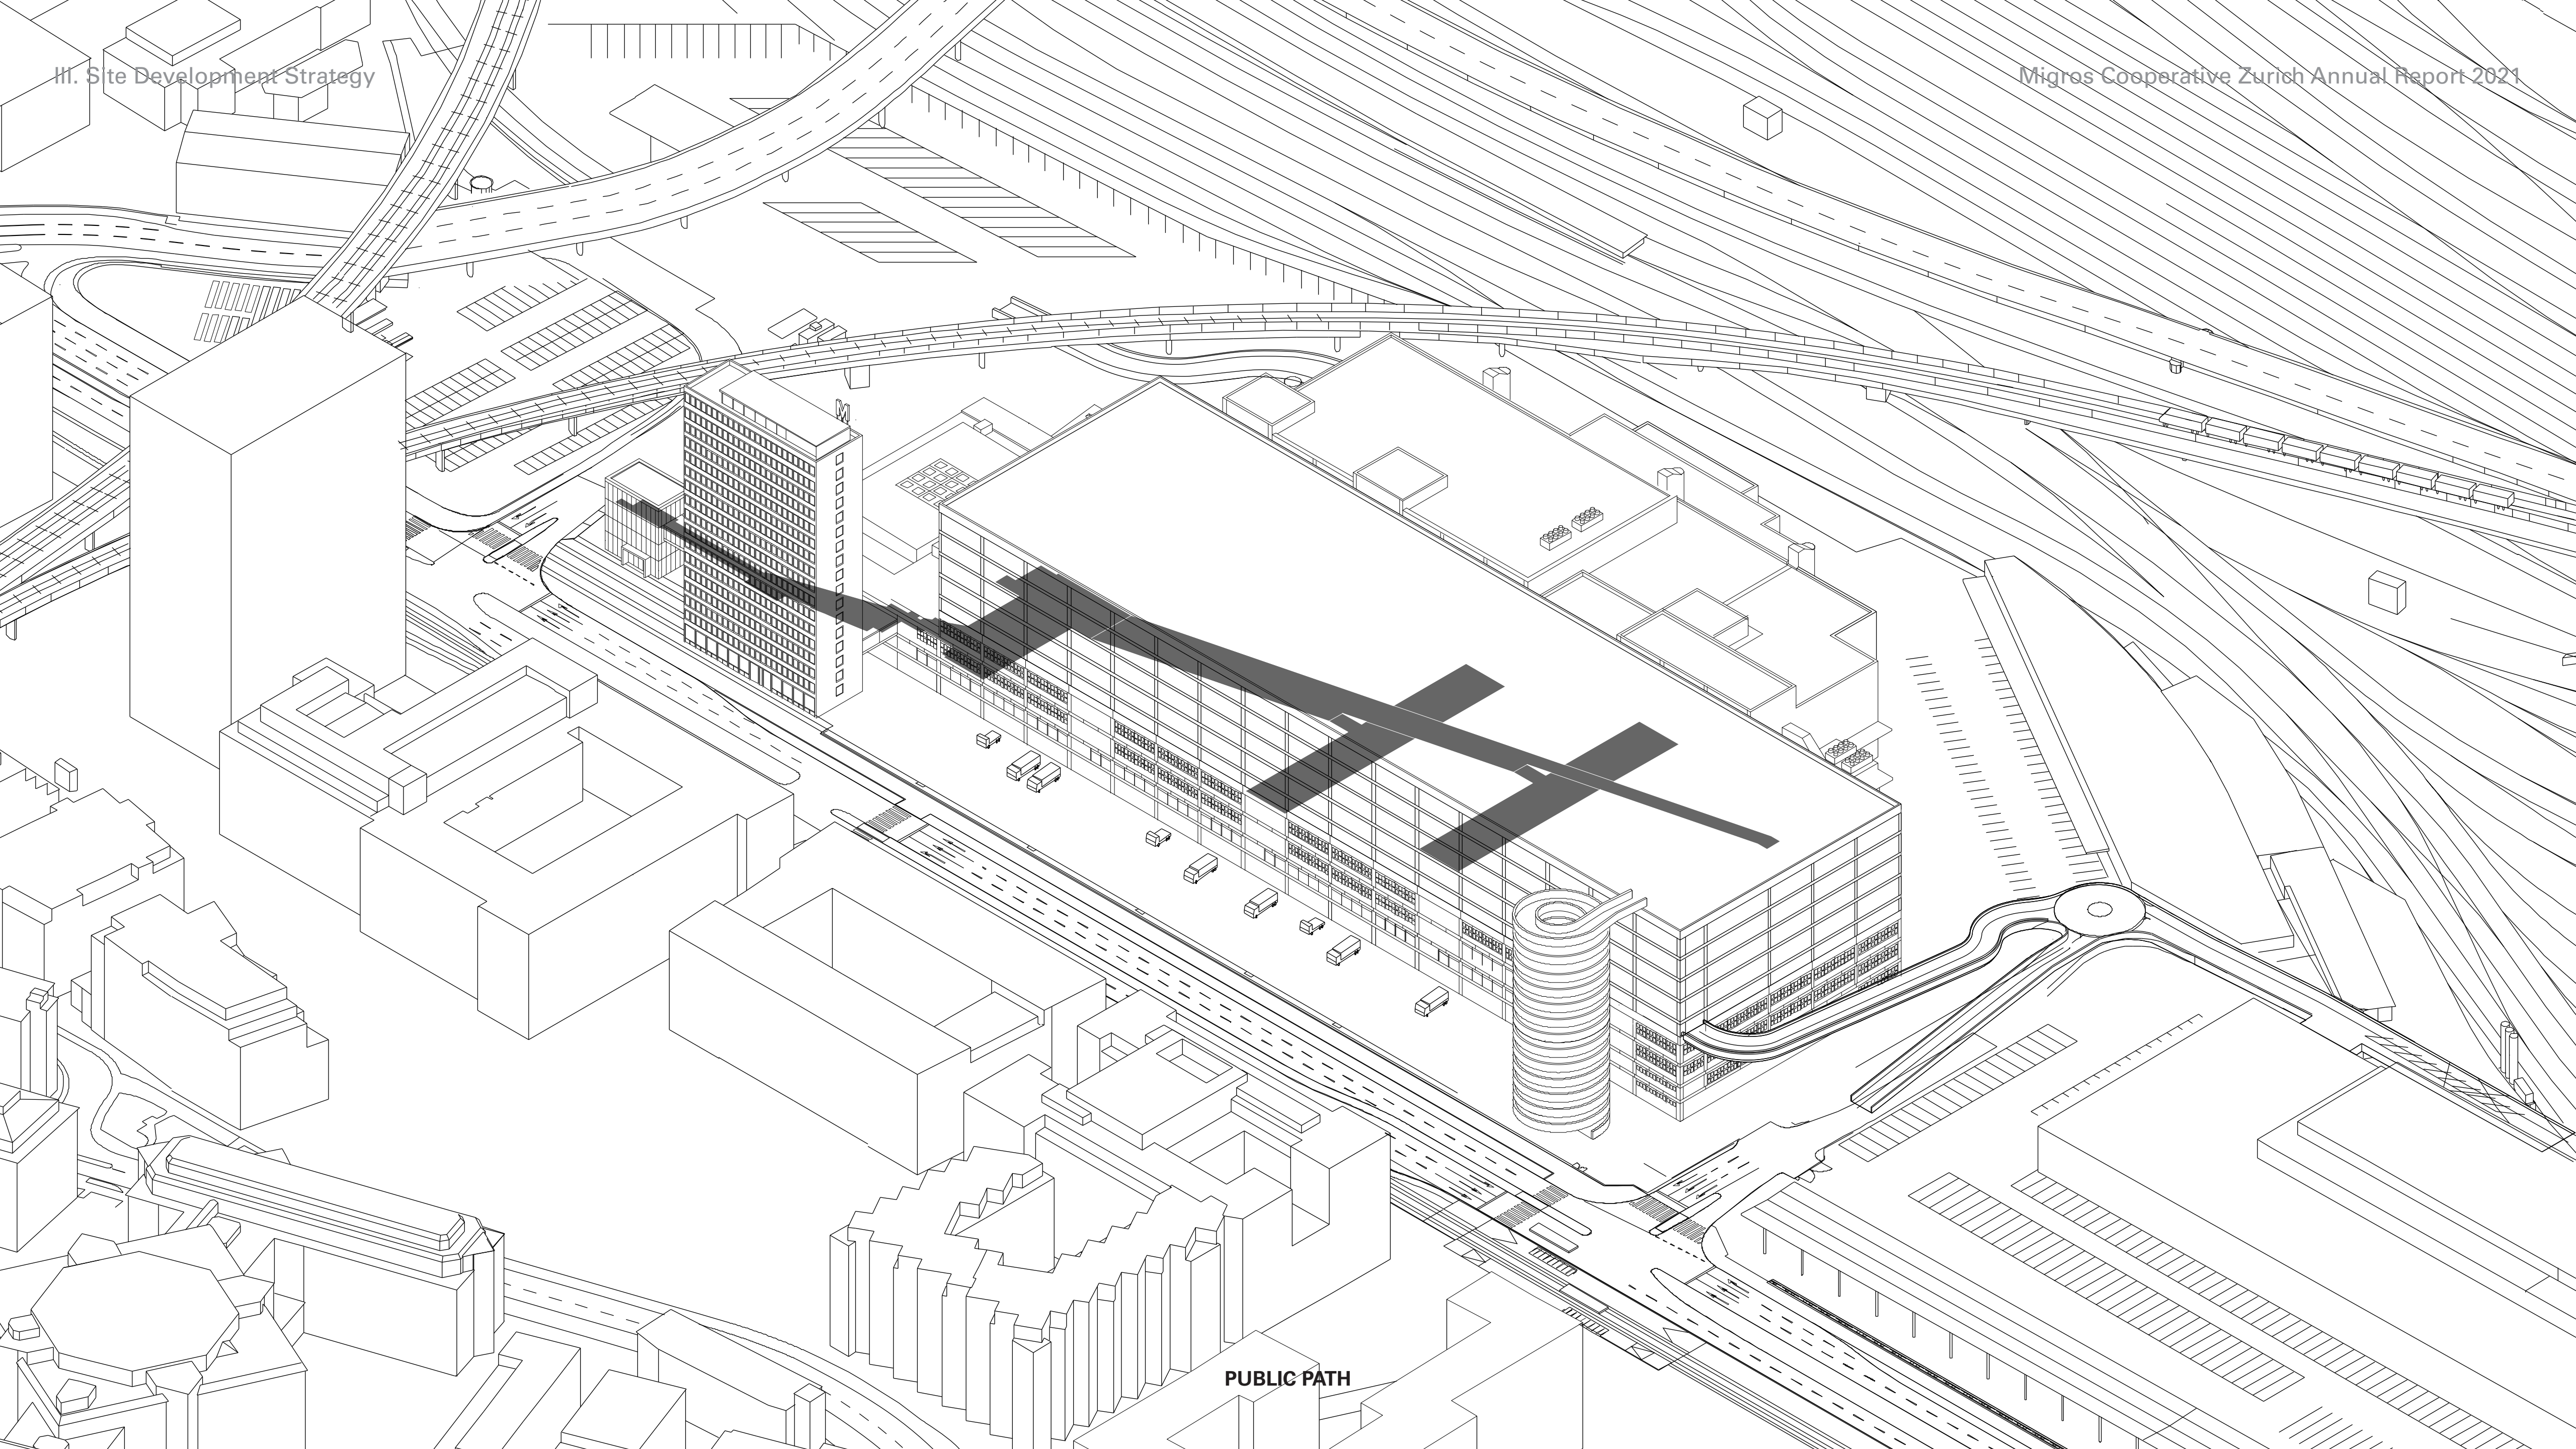 III. Site Development Strategy
Migros Cooperative Zurich Annual Report 2021
M
PUBLIC PATH